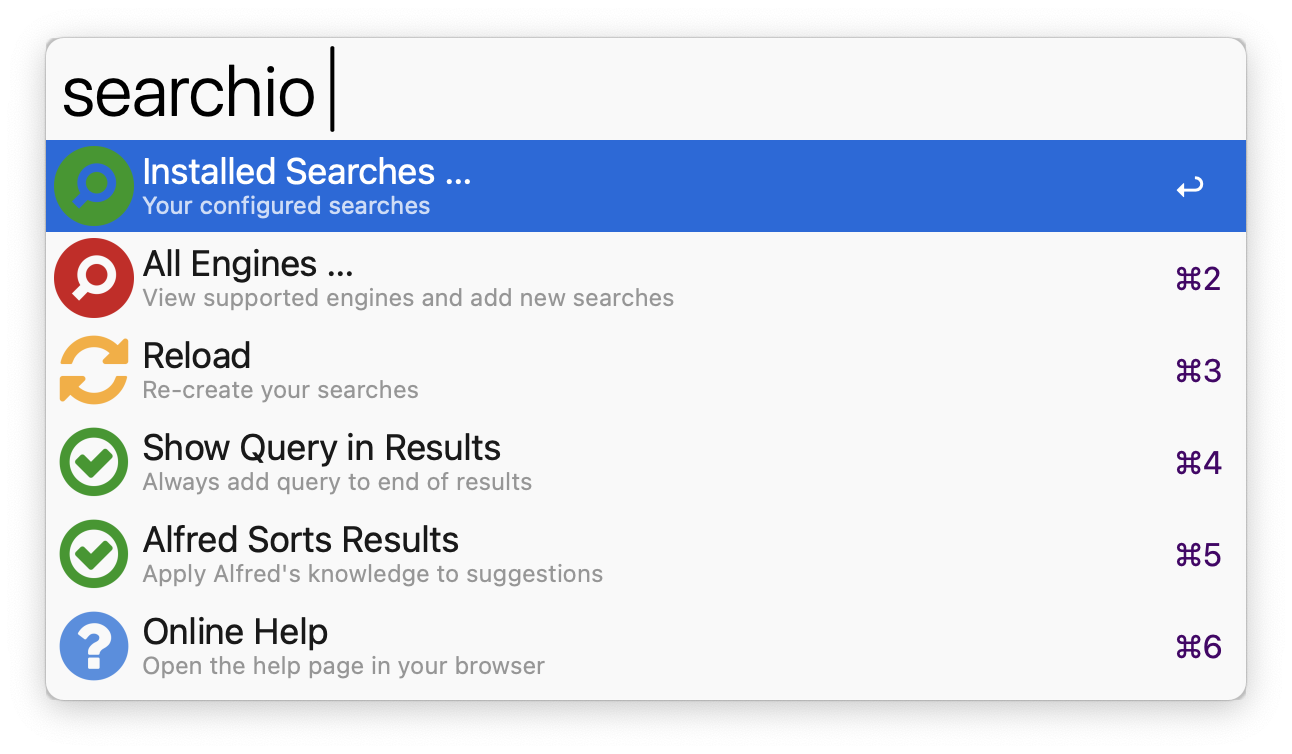 searchio
Installed Searches ...
Your configured searches
↩
All Engines ...
View supported engines and add new searches
⌘2
Reload
Re-create your searches
⌘3
Show Query in Results
Always add query to end of results
⌘4
Alfred Sorts Results
Apply Alfred's knowledge to suggestions
⌘5
Online Help
Open the help page in your browser
⌘6